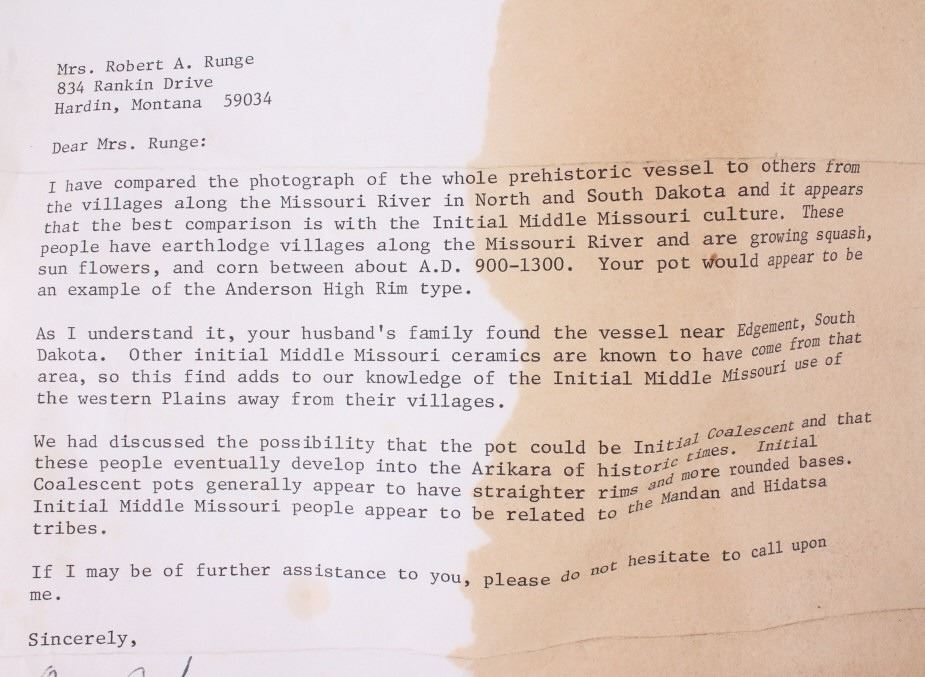 Mrs. Robert A. Runge
834 Rankin Drive
Hardin, Montana  59034
Dear Mrs. Runge:
I have compared the photograph of the whole prehistoric vessel to others from
the villages along the Missouri River in North and South Dakota and it appears
that the best comparison is with the Initial Middle Missouri culture.  These
people have earthlodge villages along the Missouri River and are growing squash,
sun flowers, and corn between about A.D. 900-1300.  Your pot would appear to be
an example of the Anderson High Rim type.
As I understand it, your husband's family found the vessel near Edgement, South
Dakota.  Other initial Middle Missouri ceramics are known to have come from that
area, so this find adds to our knowledge of the Initial Middle Missouri use of
the western Plains away from their villages.
We had discussed the possibility that the pot could be Initial Coalescent and that
these people eventually develop into the Arikara of historic times.  Initial
Coalescent pots generally appear to have straighter rims and more rounded bases.
Initial Middle Missouri people appear to be related to the Mandan and Hidatsa
tribes.
If I may be of further assistance to you, please do not hesitate to call upon
me.
Sincerely,